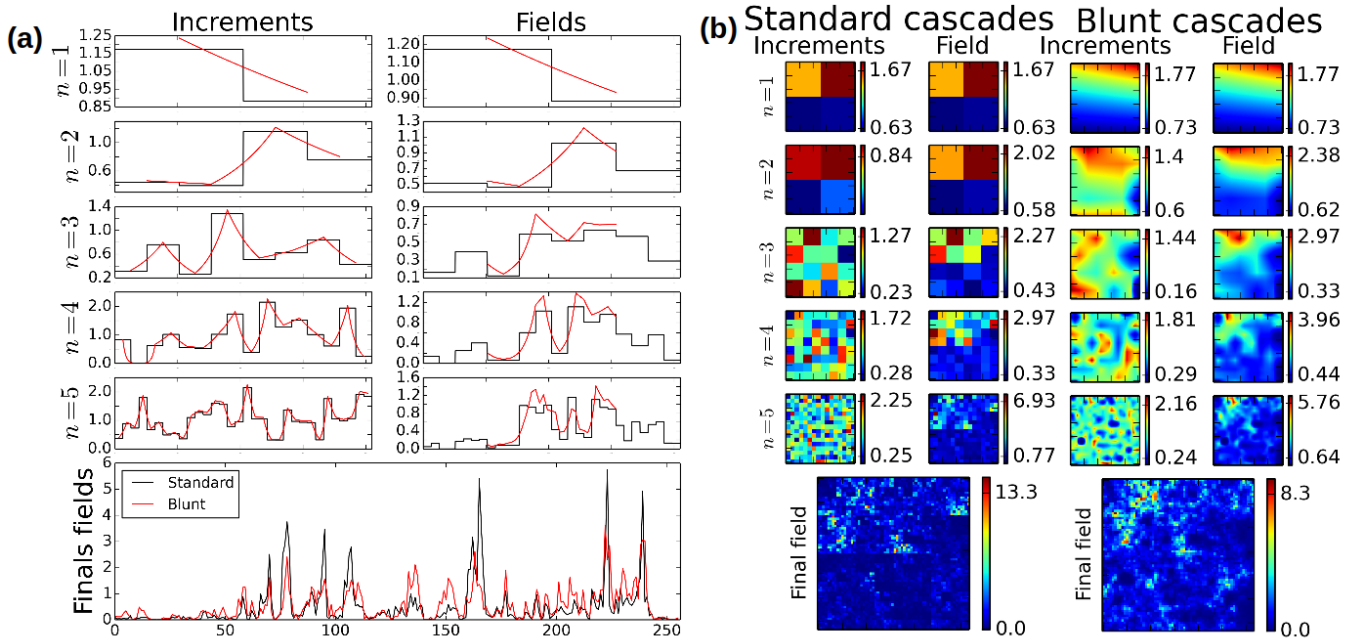 (a) Increments Fields
n=1
1.25
1.15
1.05
0.95
0.85
1.20
1.10
1.00
0.90
n=2
1.0
0.6
1.3
1.1
0.9
0.7
0.5
n=3
1.4
1.0
0.6
0.2
0.9
0.7
0.5
0.3
0.1
n=4
2.0
1.0
0.0
1.2
0.8
0.4
0.0
n=5
2.0
1.0
0.0
1.6
1.2
0.8
0.4
0.0
Finals fields
6
5
4
3
2
1
0
Standard
Blunt
0 50 100 150 200 250
(b) Standard cascades Blunt cascades
Increments Field Increments Field
n=1 1.67 1.67 1.77 1.77
0.63 0.63 0.73 0.73
n=2 0.84 2.02 1.4 2.38
0.58 0.6 0.62
n=3 1.27 2.27 1.44 2.97
0.23 0.43 0.16 0.33
n=4 1.72 2.97 1.81 3.96
0.28 0.33 0.29 0.44
n=5 2.25 6.93 2.16 5.76
0.25 0.77 0.24 0.64
Final field 13.3 Final field 8.3
0.0 0.0